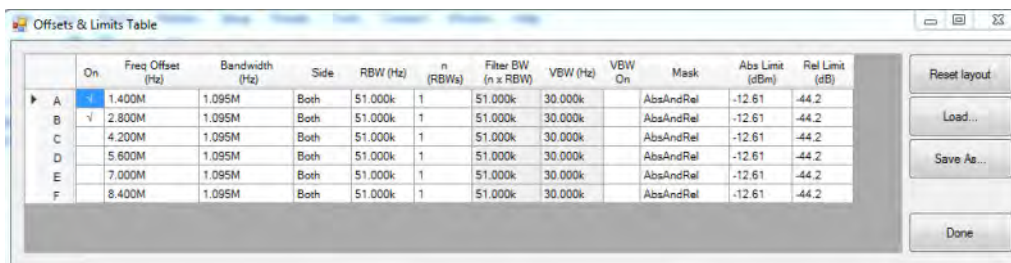 Offsets & Limits Table
On Freq Offset (Hz) Bandwidth (Hz) Side RBW (Hz) n (RBWs) Filter BW (n x RBW) VBW (Hz) VBW On Mask Abs Limit (dBm) Rel Limit (dB)
A √ 1.400M 1.095M Both 51.000k 1 51.000k 30.000k AbsAndRel -12.61 -44.2
B √ 2.800M 1.095M Both 51.000k 1 51.000k 30.000k AbsAndRel -12.61 -44.2
C 4.200M 1.095M Both 51.000k 1 51.000k 30.000k AbsAndRel -12.61 -44.2
D 5.600M 1.095M Both 51.000k 1 51.000k 30.000k AbsAndRel -12.61 -44.2
E 7.000M 1.095M Both 51.000k 1 51.000k 30.000k AbsAndRel -12.61 -44.2
F 8.400M 1.095M Both 51.000k 1 51.000k 30.000k AbsAndRel -12.61 -44.2
Reset layout
Load...
Save As...
Done